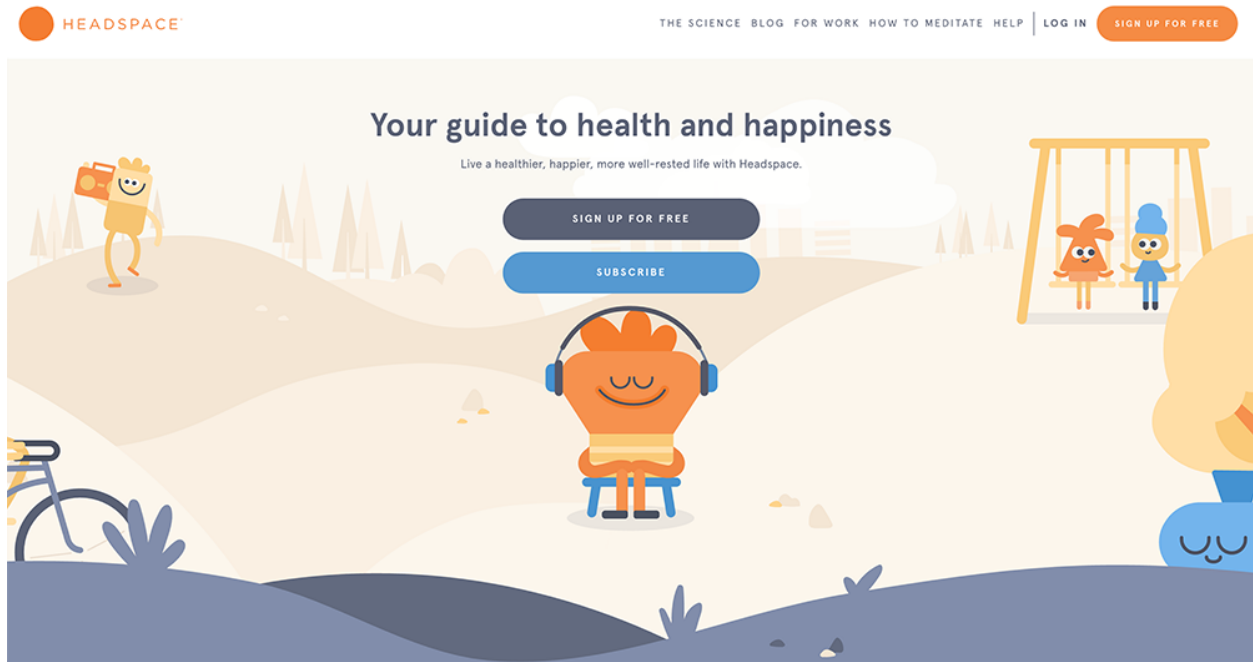 HEADSPACE
THE SCIENCE BLOG FOR WORK HOW TO MEDITATE HELP LOG IN SIGN UP FOR FREE
Your guide to health and happiness
Live a healthier, happier, more well-rested life with Headspace.
SIGN UP FOR FREE
SUBSCRIBE